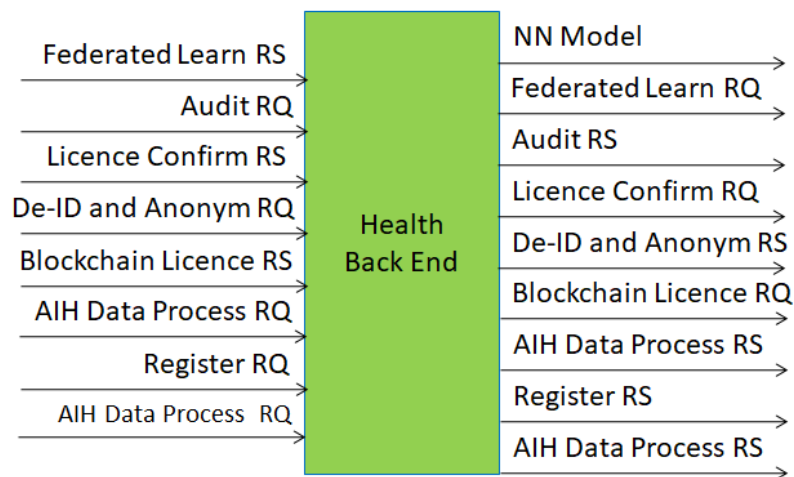 Federated Learn RS
Audit RQ
Licence Confirm RS
De-ID and Anonym RQ
Blockchain Licence RS
AIH Data Process RQ
Register RQ
AIH Data Process RQ
Health
Back End
NN Model
Federated Learn RQ
Audit RS
Licence Confirm RQ
De-ID and Anonym RS
Blockchain Licence RQ
AIH Data Process RS
Register RS
AIH Data Process RS